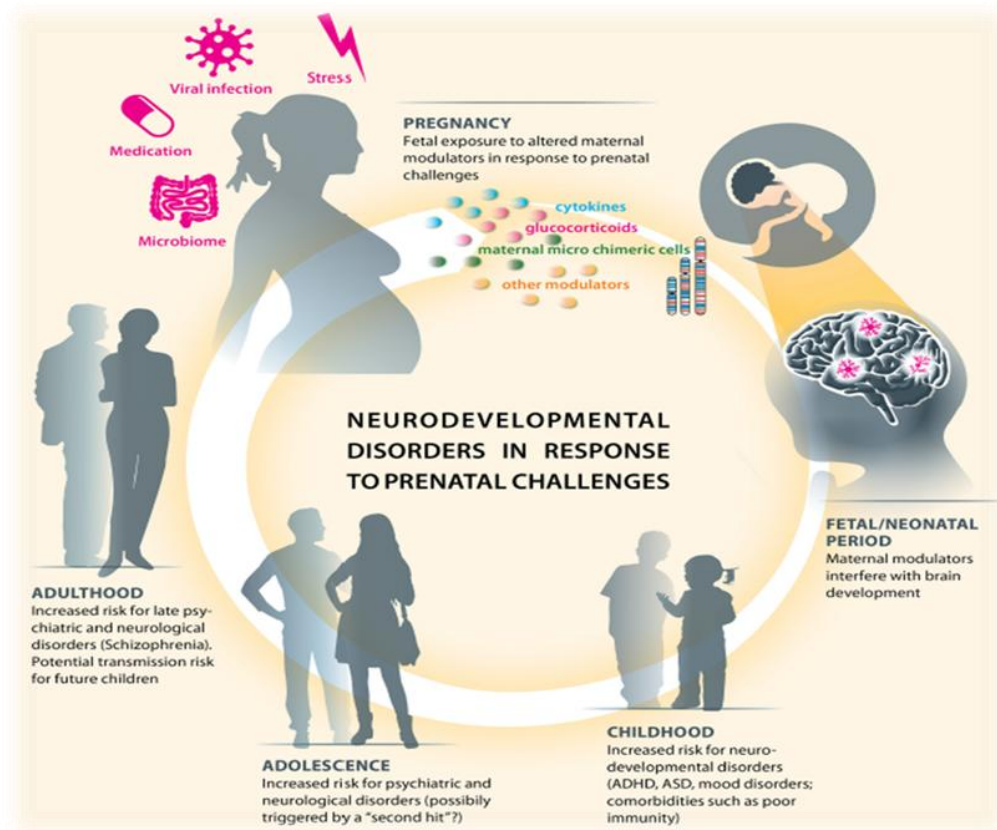 Viral infection
Stress
Medication
Microbiome
PREGNANCY
Fetal exposure to altered maternal
modulators in response to prenatal
challenges
cytokines
glucocorticoids
maternal micro chimeric cells
other modulators
NEURODEVELOPMENTAL
DISORDERS IN RESPONSE
TO PRENATAL CHALLENGES
FETAL/NEONATAL
PERIOD
Maternal modulators
interfere with brain
development
CHILDHOOD
Increased risk for neuro-
developmental disorders
(ADHD, ASD, mood disorders;
comorbidities such as poor
immunity)
ADOLESCENCE
Increased risk for psychiatric and
neurological disorders (possibily
triggered by a “second hit”?)
ADULTHOOD
Increased risk for late psy-
chiatric and neurological
disorders (Schizophrenia).
Potential transmission risk
for future children